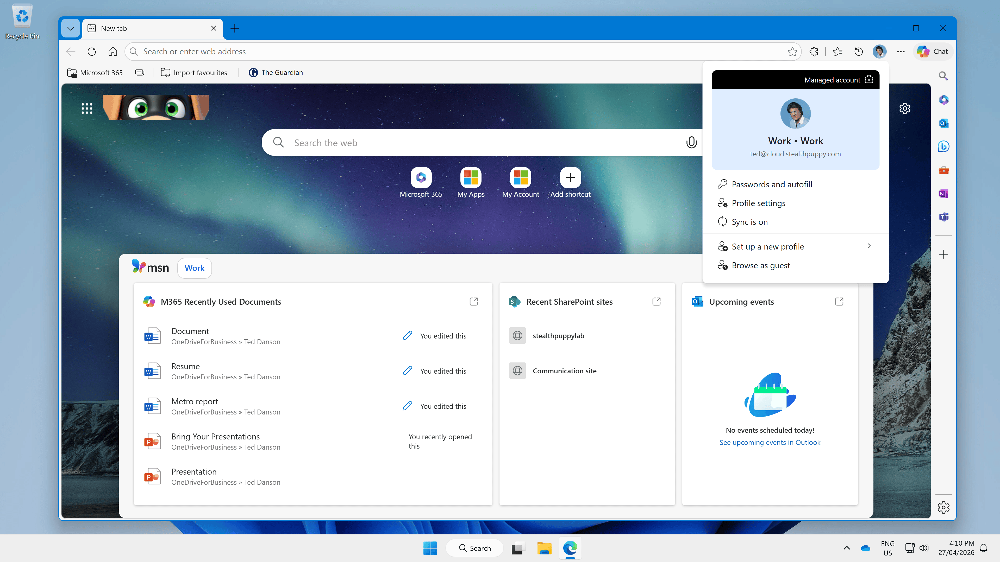 Recycle Bin
New tab
Search or enter web address
Chat
Microsoft 365
Import favourites
The Guardian
Managed account
Work • Work
ted@cloud.stealthpuppy.com
Passwords and autofill
Profile settings
Sync is on
Set up a new profile
Browse as guest
Search the web
Microsoft 365
My Apps
My Account
Add shortcut
msn
Work
M365 Recently Used Documents
Document
OneDriveForBusiness » Ted Danson
You edited this
Resume
OneDriveForBusiness » Ted Danson
You edited this
Metro report
OneDriveForBusiness » Ted Danson
You edited this
Bring Your Presentations
OneDriveForBusiness » Ted Danson
You recently opened
this
Presentation
OneDriveForBusiness » Ted Danson
Recent SharePoint sites
stealthpuppylab
Communication site
Upcoming events
No events scheduled today!
See upcoming events in Outlook
Search
ENG
US
4:10 PM
27/04/2026